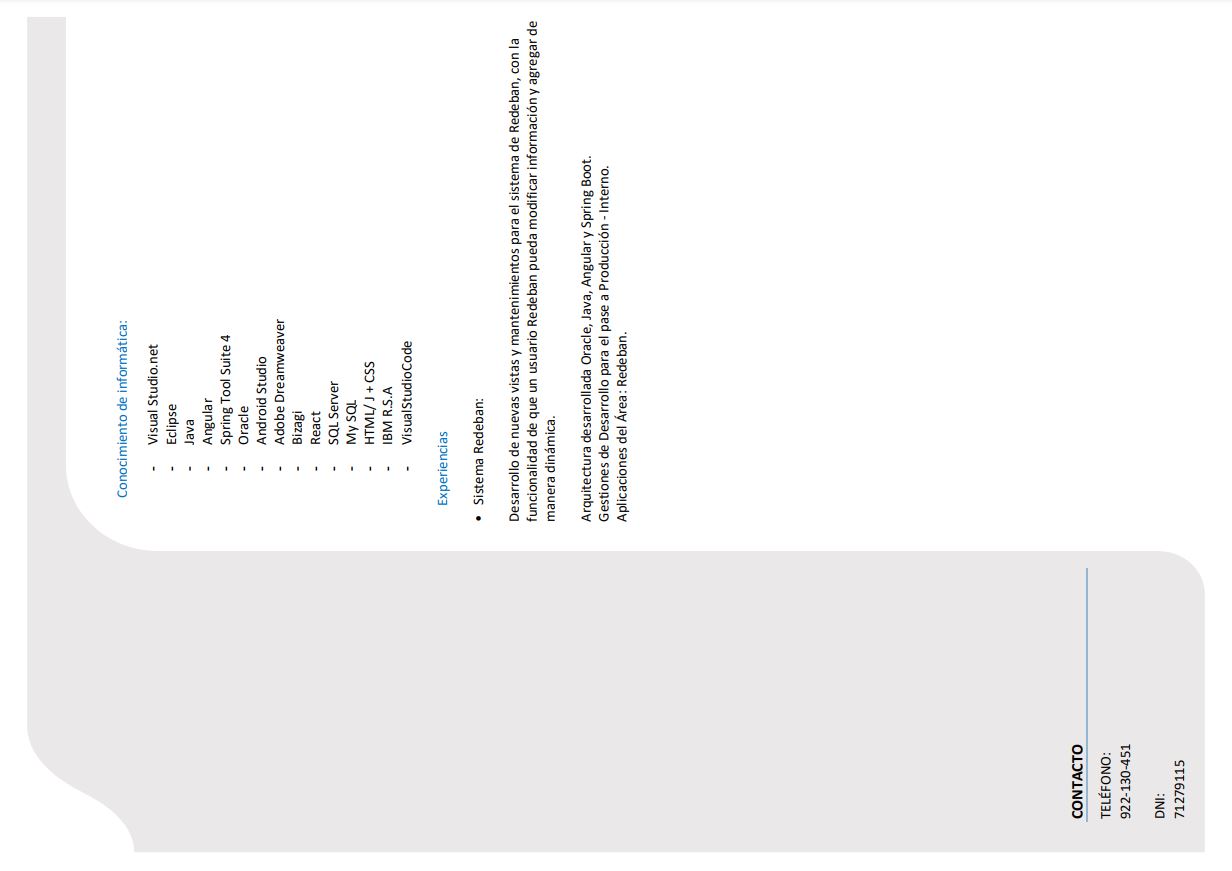 Conocimiento de informática:
- Visual Studio.net
- Eclipse
- Java
- Angular
- Spring Tool Suite 4
- Oracle
- Android Studio
- Adobe Dreamweaver
- Bizagi
- React
- SQL Server
- My SQL
- HTML/ J + CSS
- IBM R.S.A
- VisualStudioCode
Experiencias
• Sistema Redeban:
Desarrollo de nuevas vistas y mantenimientos para el sistema de Redeban, con la
funcionalidad de que un usuario Redeban pueda modificar información y agregar de
manera dinámica.
Arquitectura desarrollada Oracle, Java, Angular y Spring Boot.
Gestiones de Desarrollo para el pase a Producción - Interno.
Aplicaciones del Área: Redeban.
CONTACTO
TELÉFONO:
922-130-451
DNI:
71279115